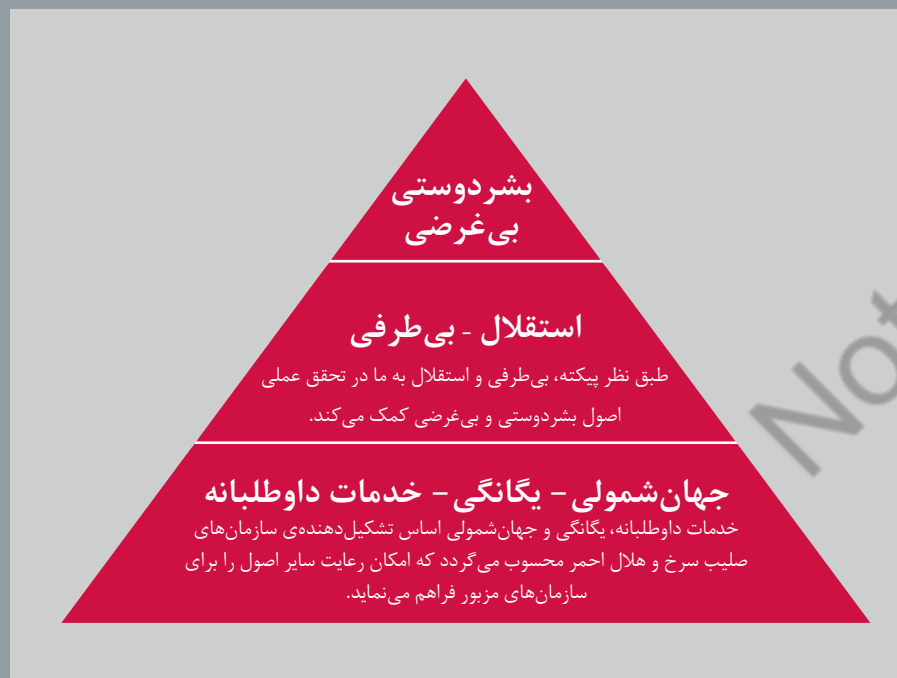 بشردوستی
بی‌غرضی
استقلال - بی‌طرفی
طبق نظر پیکته، بی‌طرفی و استقلال به ما در تحقق عملی
اصول بشردوستی و بی‌غرضی کمک می‌کند.
جهان‌شمولی - یگانگی - خدمات داوطلبانه
خدمات داوطلبانه، یگانگی و جهان‌شمولی اساس تشکیل‌دهنده‌ی سازمان‌های
صلیب سرخ و هلال احمر محسوب می‌گردد که امکان رعایت سایر اصول را برای
سازمان‌های مزبور فراهم می‌نماید.
Not